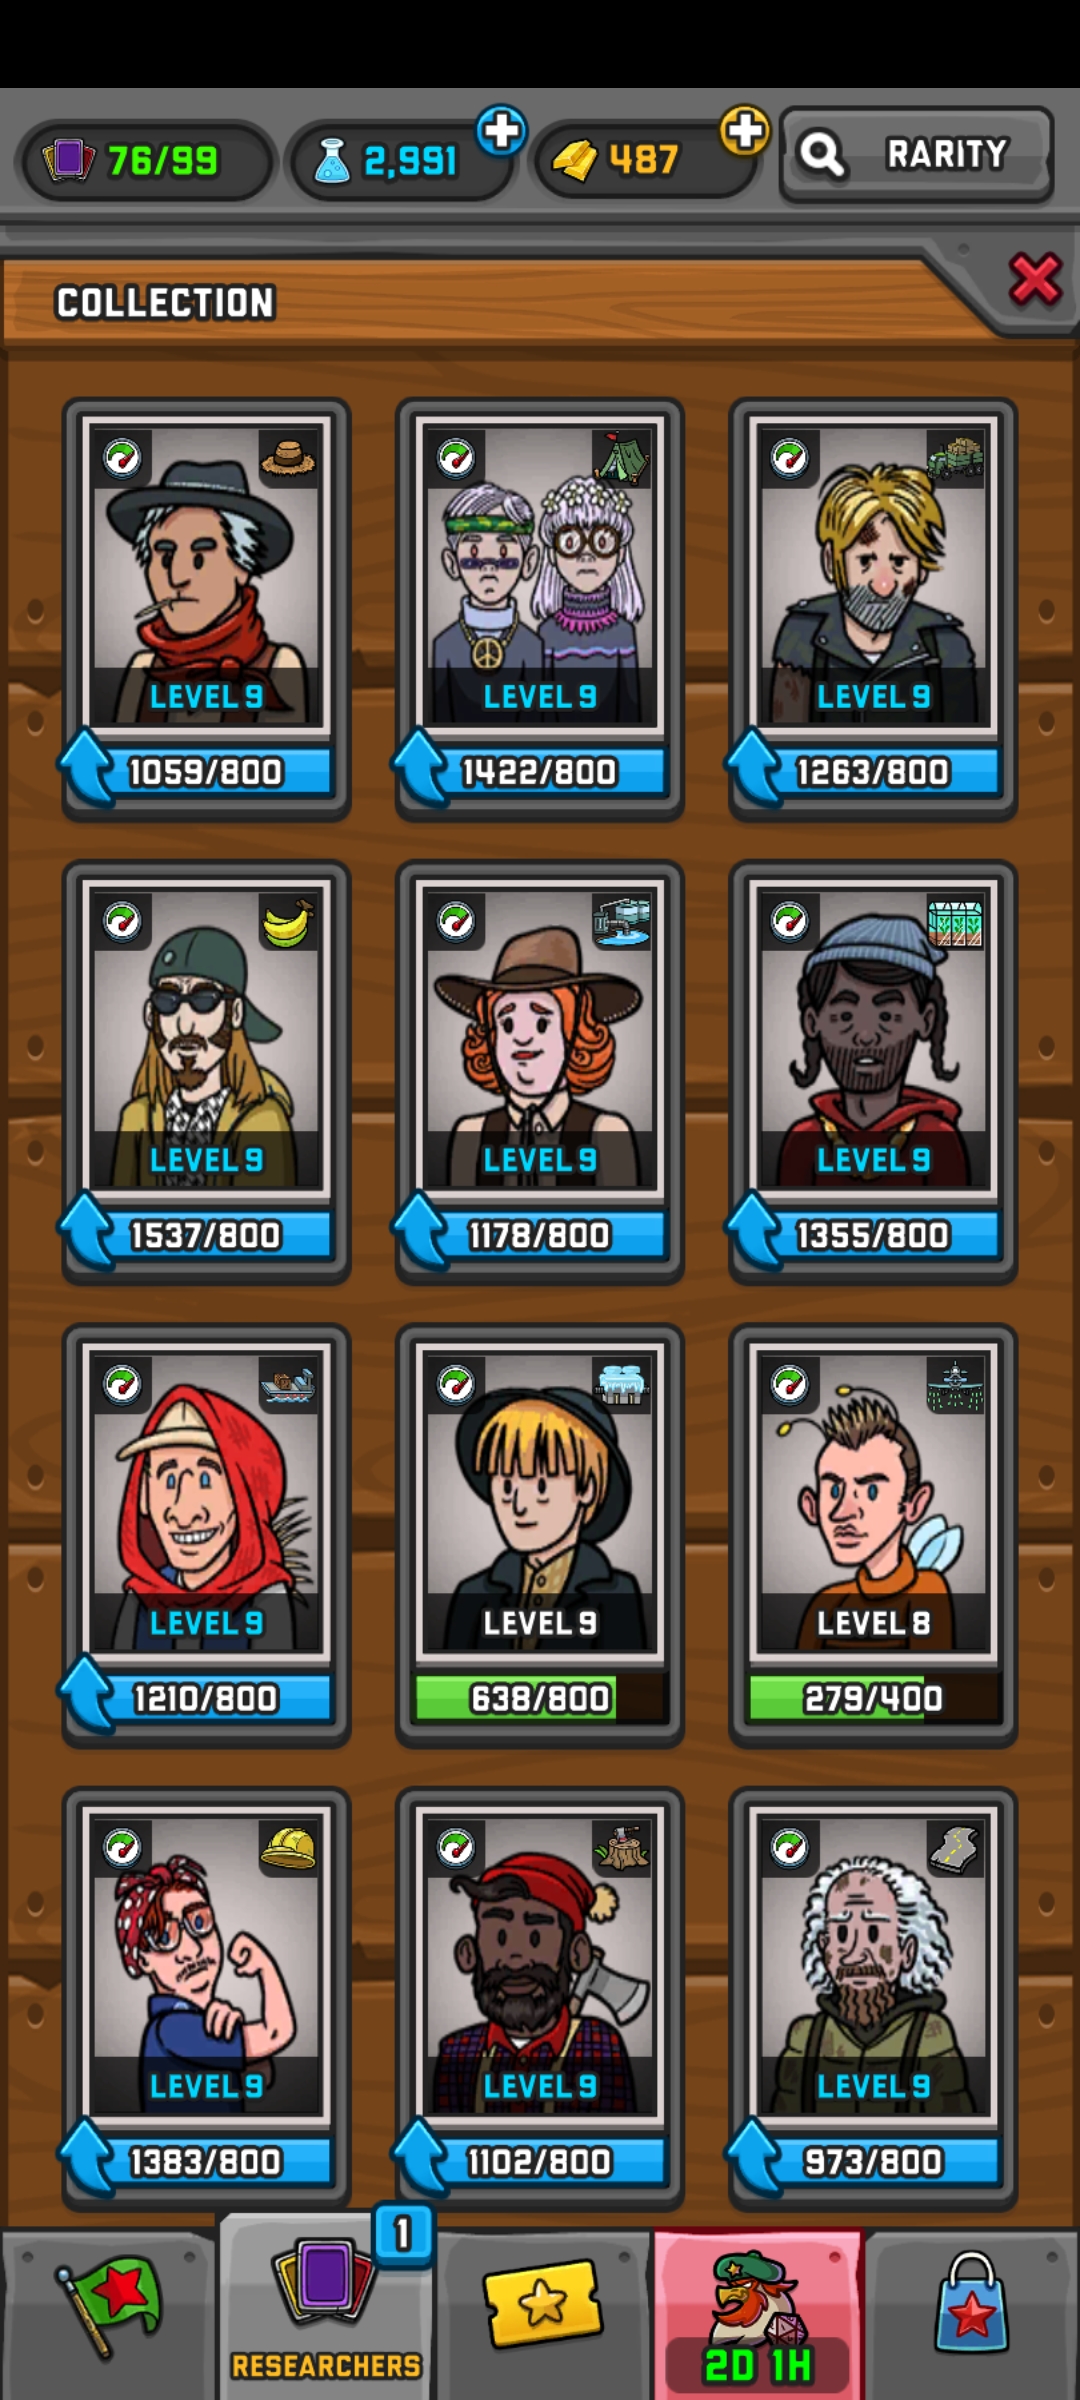 76/99 2,991 487 RARITY
COLLECTION
LEVEL 9 LEVEL 9 LEVEL 9
1059/800 1422/800 1263/800
LEVEL 9 LEVEL 9 LEVEL 9
1537/800 1178/800 1355/800
LEVEL 9 LEVEL 9 LEVEL 8
1210/800 638/800 279/400
LEVEL 9 LEVEL 9 LEVEL 9
1383/800 1102/800 973/800
1
RESEARCHERS 2D 1H